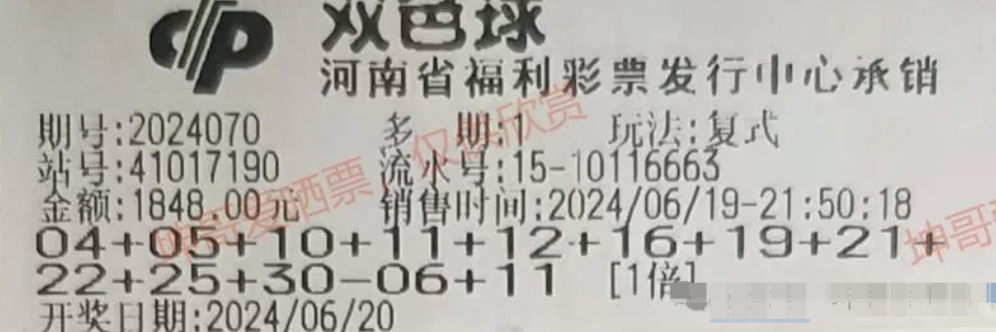 双色球
河南省福利彩票发行中心承销
期号:2024070 多 期:1 玩法:复式
站号:41017190 流水号:15-10116663
金额:1848.00元 销售时间:2024/06/19-21:50:18
04+05+10+11+12+16+19+21+
22+25+30-06+11 [1倍]
开奖日期:2024/06/20
坤哥爱晒票 仅供欣赏
坤哥